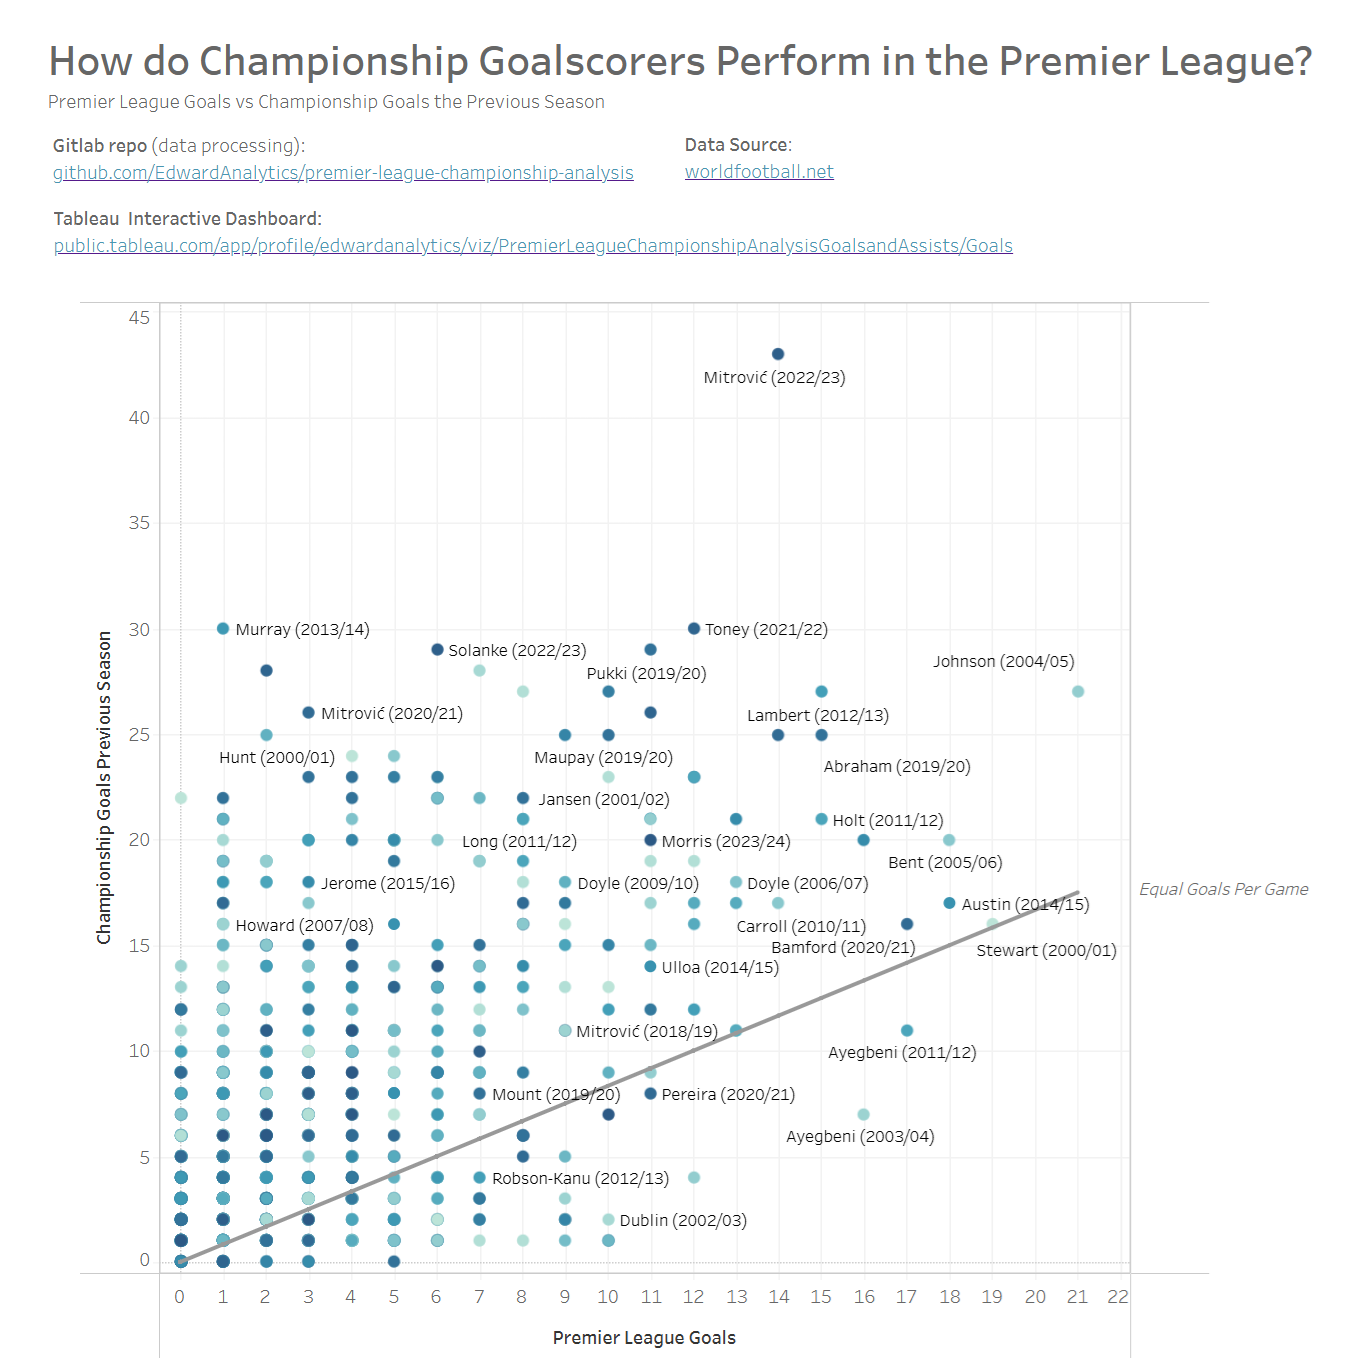 How do Championship Goalscorers Perform in the Premier League?
Premier League Goals vs Championship Goals the Previous Season
Gitlab repo (data processing):
github.com/EdwardAnalytics/premier-league-championship-analysis
Data Source:
worldfootball.net
Tableau Interactive Dashboard:
public.tableau.com/app/profile/edwardanalytics/viz/PremierLeagueChampionshipAnalysisGoalsandAssists/Goals
Championship Goals Previous Season
45
40
35
30
25
20
15
10
5
0
Mitrović (2022/23)
Murray (2013/14)
Toney (2021/22)
Solanke (2022/23)
Johnson (2004/05)
Pukki (2019/20)
Mitrović (2020/21)
Lambert (2012/13)
Hunt (2000/01)
Maupay (2019/20)
Abraham (2019/20)
Jansen (2001/02)
Holt (2011/12)
Long (2011/12)
Morris (2023/24)
Bent (2005/06)
Jerome (2015/16)
Doyle (2009/10)
Doyle (2006/07)
Equal Goals Per Game
Austin (2014/15)
Howard (2007/08)
Carroll (2010/11)
Bamford (2020/21)
Stewart (2000/01)
Ulloa (2014/15)
Mitrović (2018/19)
Ayegbeni (2011/12)
Mount (2019/20)
Pereira (2020/21)
Ayegbeni (2003/04)
Robson-Kanu (2012/13)
Dublin (2002/03)
0 1 2 3 4 5 6 7 8 9 10 11 12 13 14 15 16 17 18 19 20 21 22
Premier League Goals